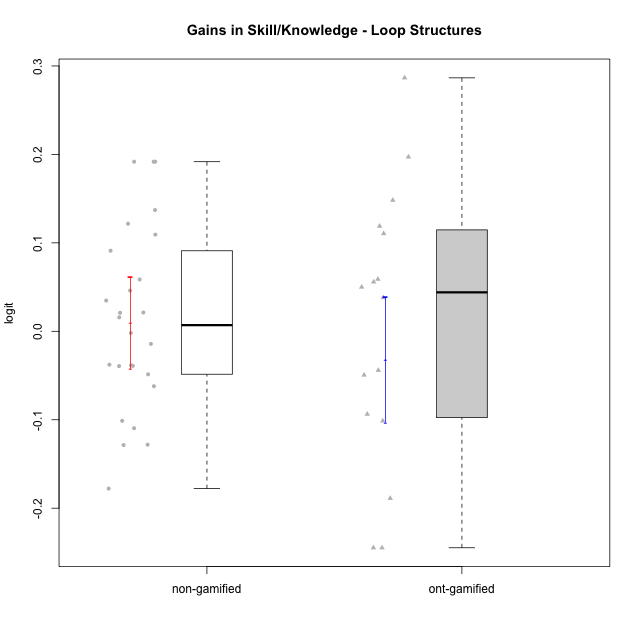 Gains in Skill/Knowledge - Loop Structures
0.3
0.2
0.1
0.0
-0.1
-0.2
logit
non-gamified
ont-gamified